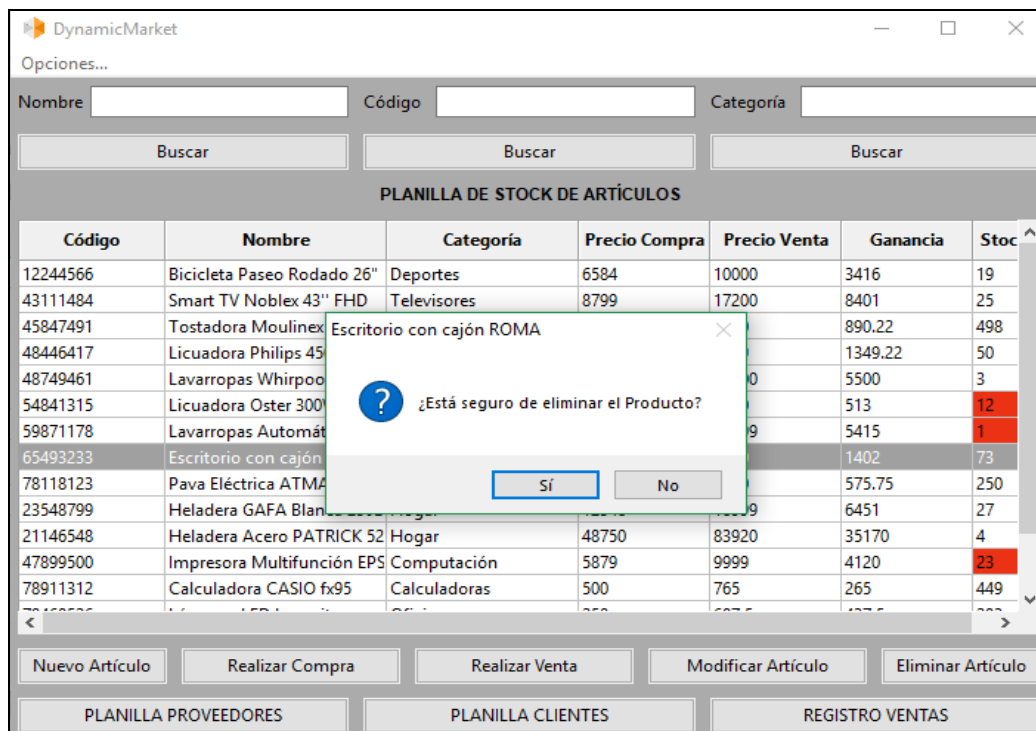 DynamicMarket
Opciones...
Nombre Código Categoría
Buscar Buscar Buscar
PLANILLA DE STOCK DE ARTÍCULOS
Código Nombre Categoría Precio Compra Precio Venta Ganancia Stoc
12244566 Bicicleta Paseo Rodado 26" Deportes 6584 10000 3416 19
43111484 Smart TV Noblex 43'' FHD Televisores 8799 17200 8401 25
45847491 Tostadora Moulinex 890.22 498
48446417 Licuadora Philips 1349.22 50
48749461 Lavarropas 5500 3
54841315 Licuadora Oster 513 12
59871178 Lavarropas 5415 1
65493233 Escritorio con cajón 1402 73
78118123 Pava Eléctrica 575.75 250
23548799 Heladera GAFA 6451 27
21146548 Heladera Acero PATRICK 52 Hogar 48750 83920 35170 4
47899500 Impresora Multifunción EPS Computación 5879 9999 4120 23
78911312 Calculadora CASIO fx95 Calculadoras 500 765 265 449
Escritorio con cajón ROMA
¿Está seguro de eliminar el Producto?
Sí No
Nuevo Artículo Realizar Compra Realizar Venta Modificar Artículo Eliminar Artículo
PLANILLA PROVEEDORES PLANILLA CLIENTES REGISTRO VENTAS